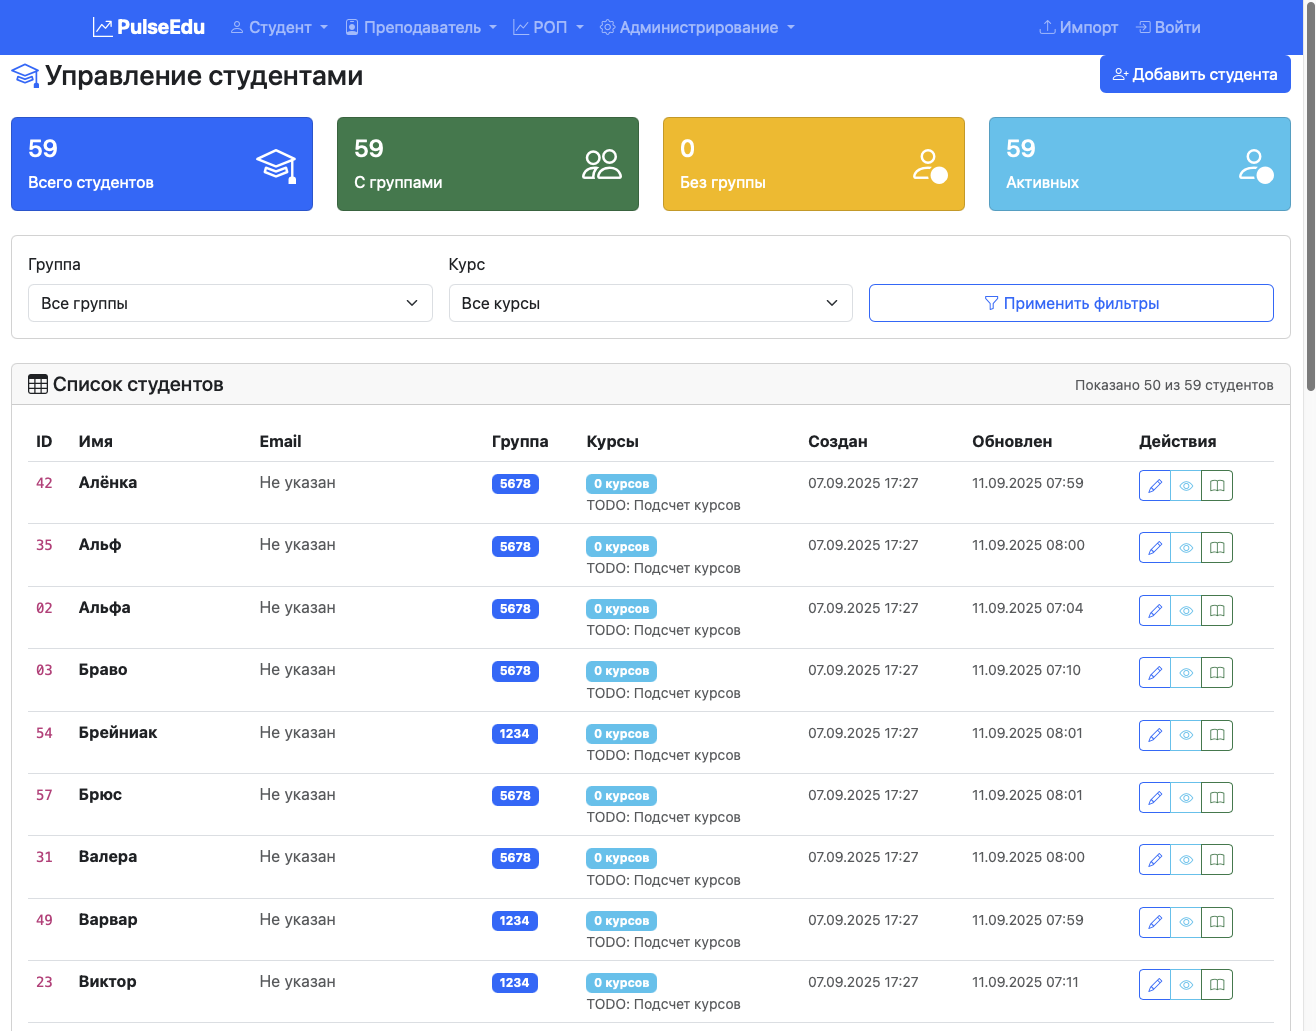 PulseEdu Студент Преподаватель РОП Администрирование Импорт Войти
Управление студентами Добавить студента
59 59 0 59
Всего студентов С группами Без группы Активных
Группа Курс
Все группы Все курсы Применить фильтры
Список студентов Показано 50 из 59 студентов
ID Имя Email Группа Курсы Создан Обновлен Действия
42 Алёнка Не указан 5678 0 курсов 07.09.2025 17:27 11.09.2025 07:59
TODO: Подсчет курсов
35 Альф Не указан 5678 0 курсов 07.09.2025 17:27 11.09.2025 08:00
TODO: Подсчет курсов
02 Альфа Не указан 5678 0 курсов 07.09.2025 17:27 11.09.2025 07:04
TODO: Подсчет курсов
03 Браво Не указан 5678 0 курсов 07.09.2025 17:27 11.09.2025 07:10
TODO: Подсчет курсов
54 Брейниак Не указан 1234 0 курсов 07.09.2025 17:27 11.09.2025 08:01
TODO: Подсчет курсов
57 Брюс Не указан 5678 0 курсов 07.09.2025 17:27 11.09.2025 08:01
TODO: Подсчет курсов
31 Валера Не указан 5678 0 курсов 07.09.2025 17:27 11.09.2025 08:00
TODO: Подсчет курсов
49 Варвар Не указан 1234 0 курсов 07.09.2025 17:27 11.09.2025 07:59
TODO: Подсчет курсов
23 Виктор Не указан 1234 0 курсов 07.09.2025 17:27 11.09.2025 07:11
TODO: Подсчет курсов